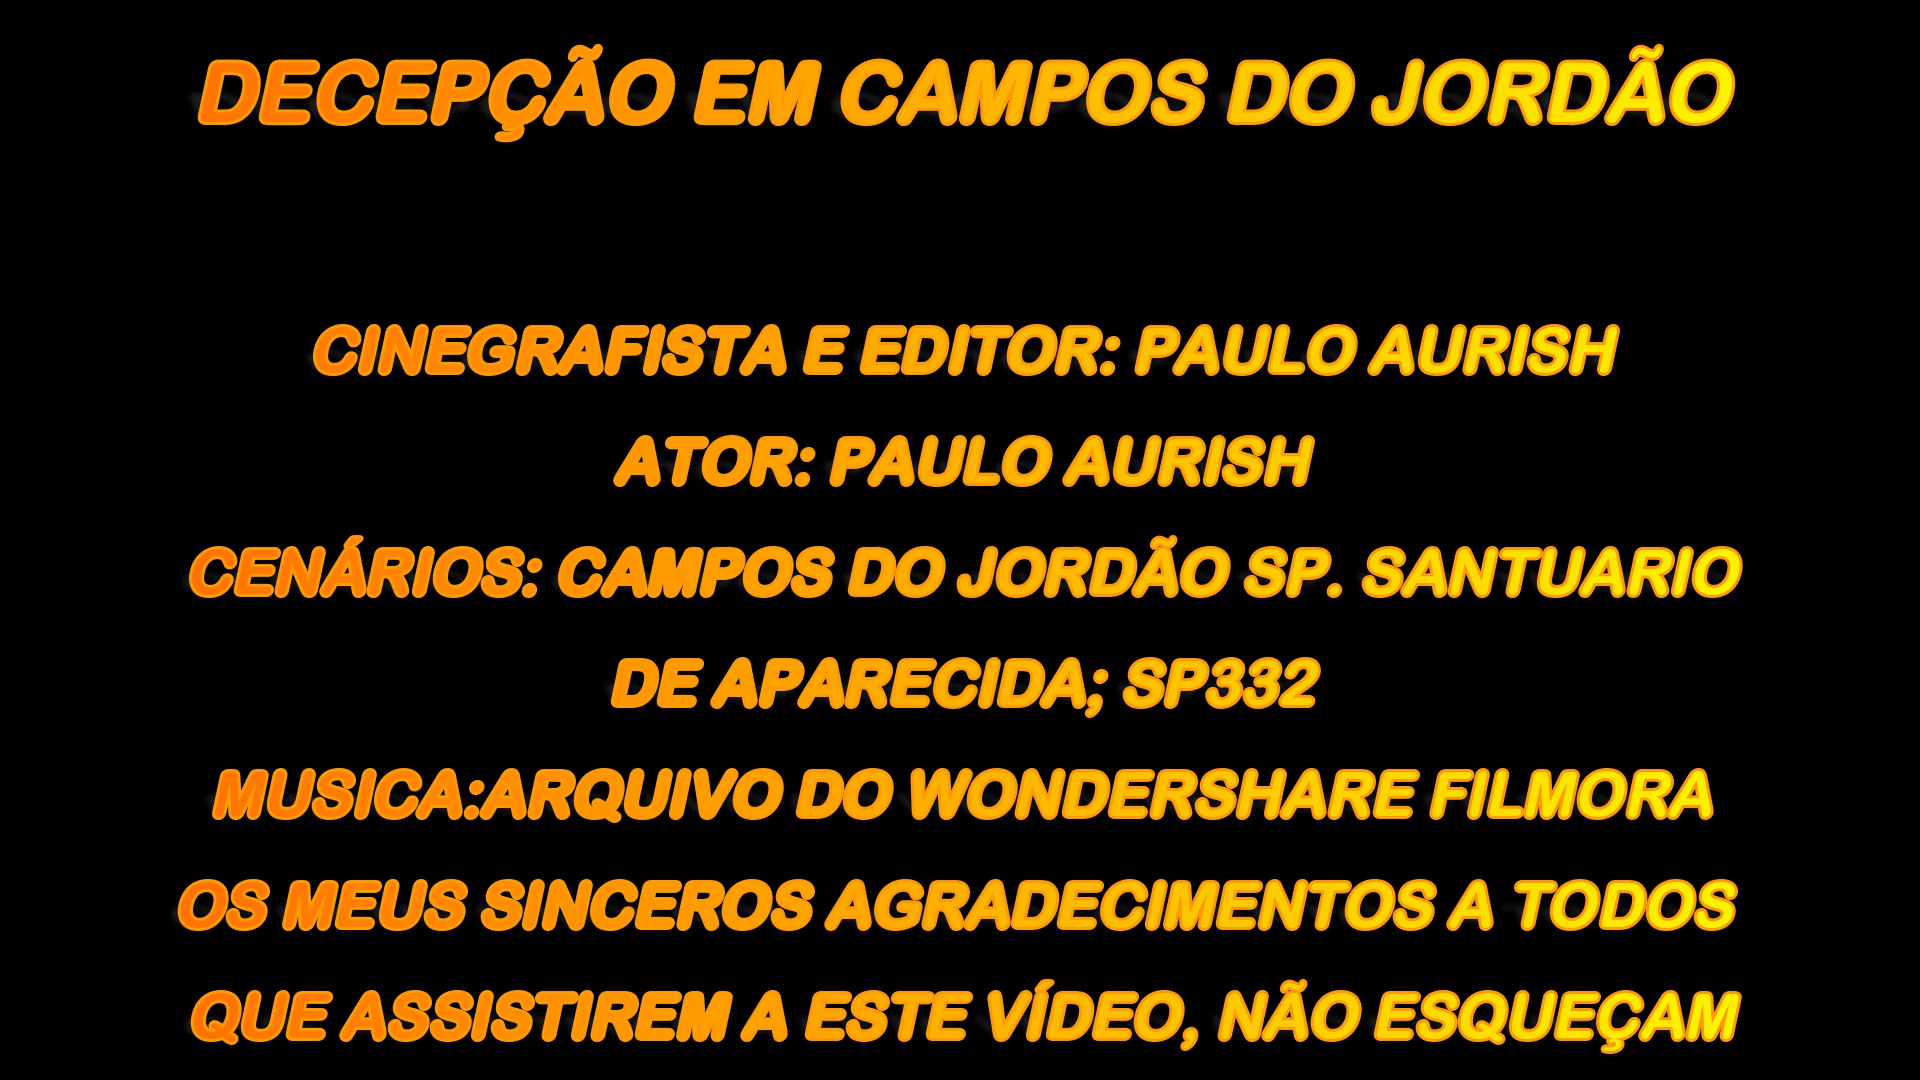 DECEPÇÃO EM CAMPOS DO JORDÃO
CINEGRAFISTA E EDITOR: PAULO AURISH
ATOR: PAULO AURISH
CENÁRIOS: CAMPOS DO JORDÃO SP. SANTUARIO
DE APARECIDA; SP332
MUSICA:ARQUIVO DO WONDERSHARE FILMORA
OS MEUS SINCEROS AGRADECIMENTOS A TODOS
QUE ASSISTIREM A ESTE VÍDEO, NÃO ESQUEÇAM